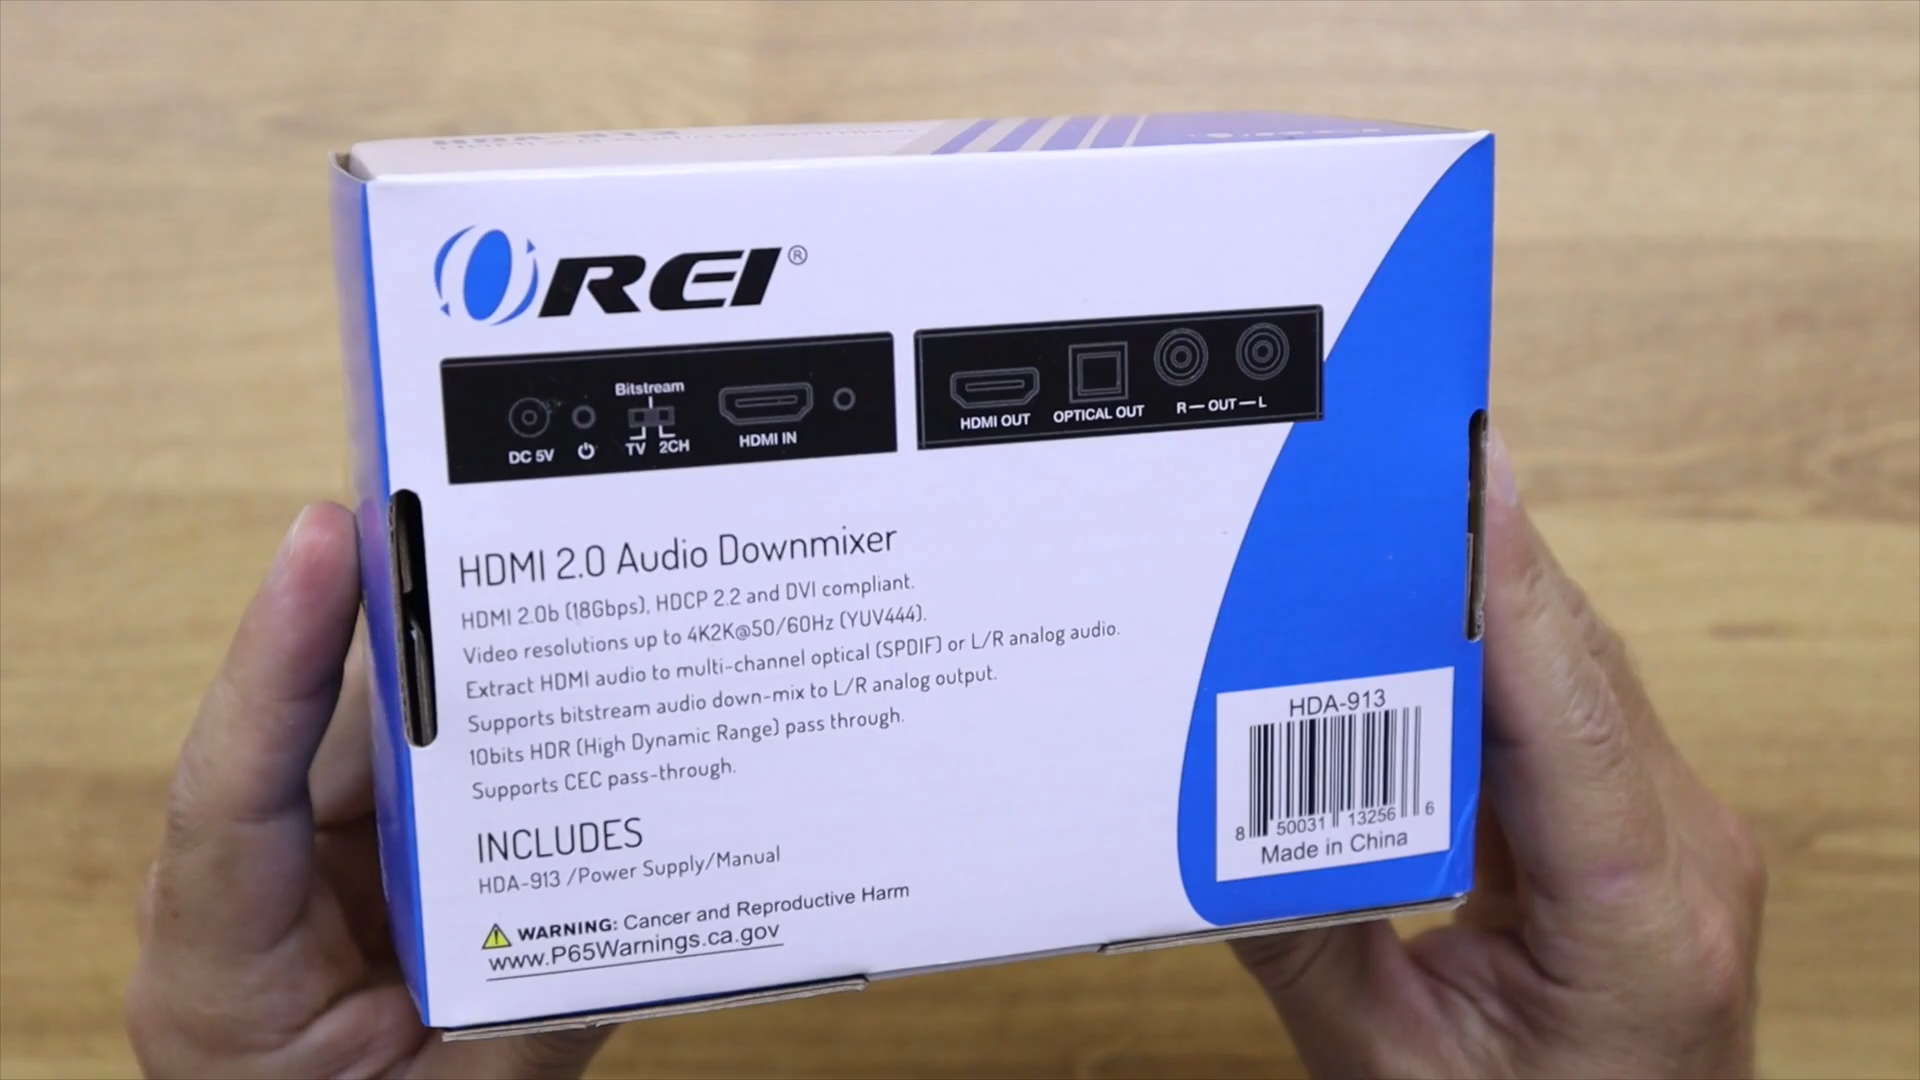 OREI®
Bitstream
DC 5V TV 2CH HDMI IN
HDMI OUT OPTICAL OUT R—OUT—L
HDMI 2.0 Audio Downmixer
HDMI 2.0b (18Gbps), HDCP 2.2 and DVI compliant.
Video resolutions up to 4K2K@50/60Hz (YUV444).
Extract HDMI audio to multi-channel optical (SPDIF) or L/R analog audio.
Supports bitstream audio down-mix to L/R analog output.
10bits HDR (High Dynamic Range) pass through.
Supports CEC pass-through.
INCLUDES
HDA-913 /Power Supply/Manual
WARNING: Cancer and Reproductive Harm
www.P65Warnings.ca.gov
HDA-913
8 50031 13256 6
Made in China